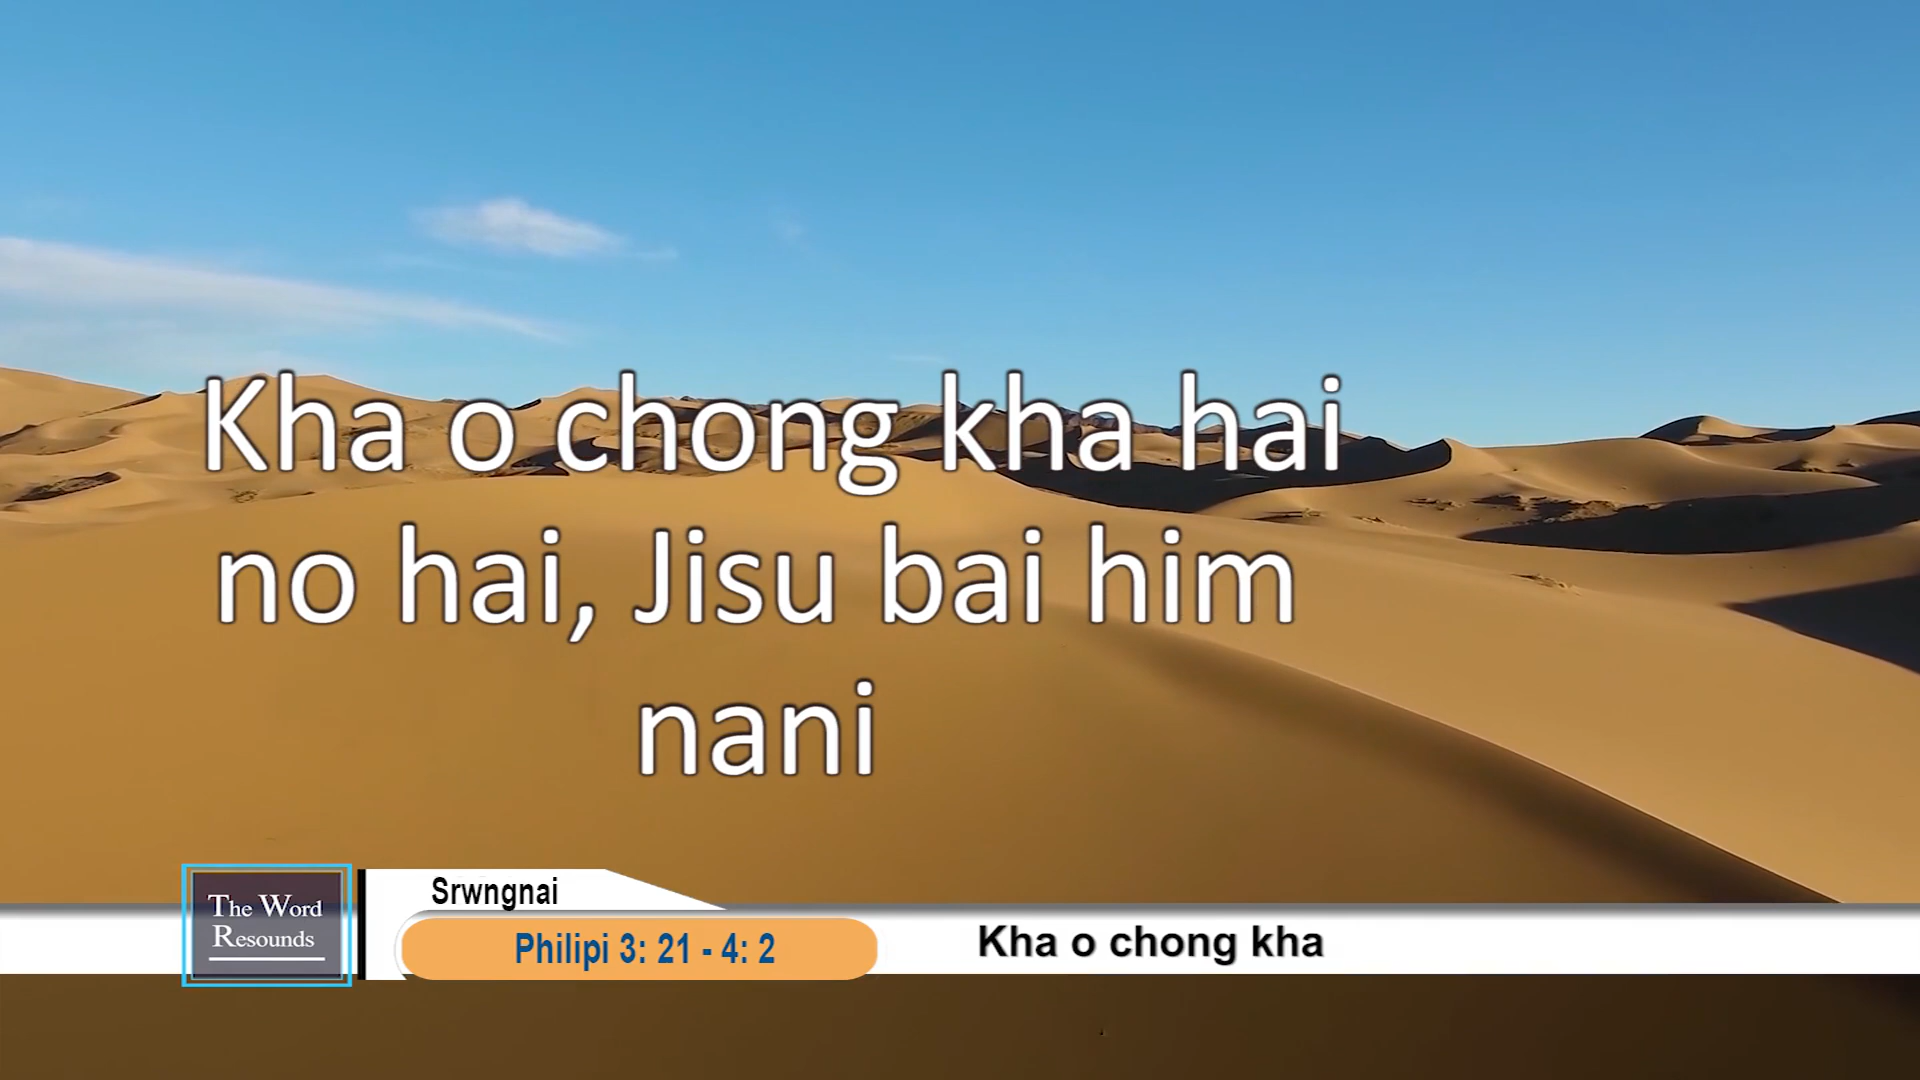 Kha o chong kha hai
no hai, Jisu bai him
nani
The Word
Resounds
Srwngnai
Philipi 3: 21 - 4: 2
Kha o chong kha